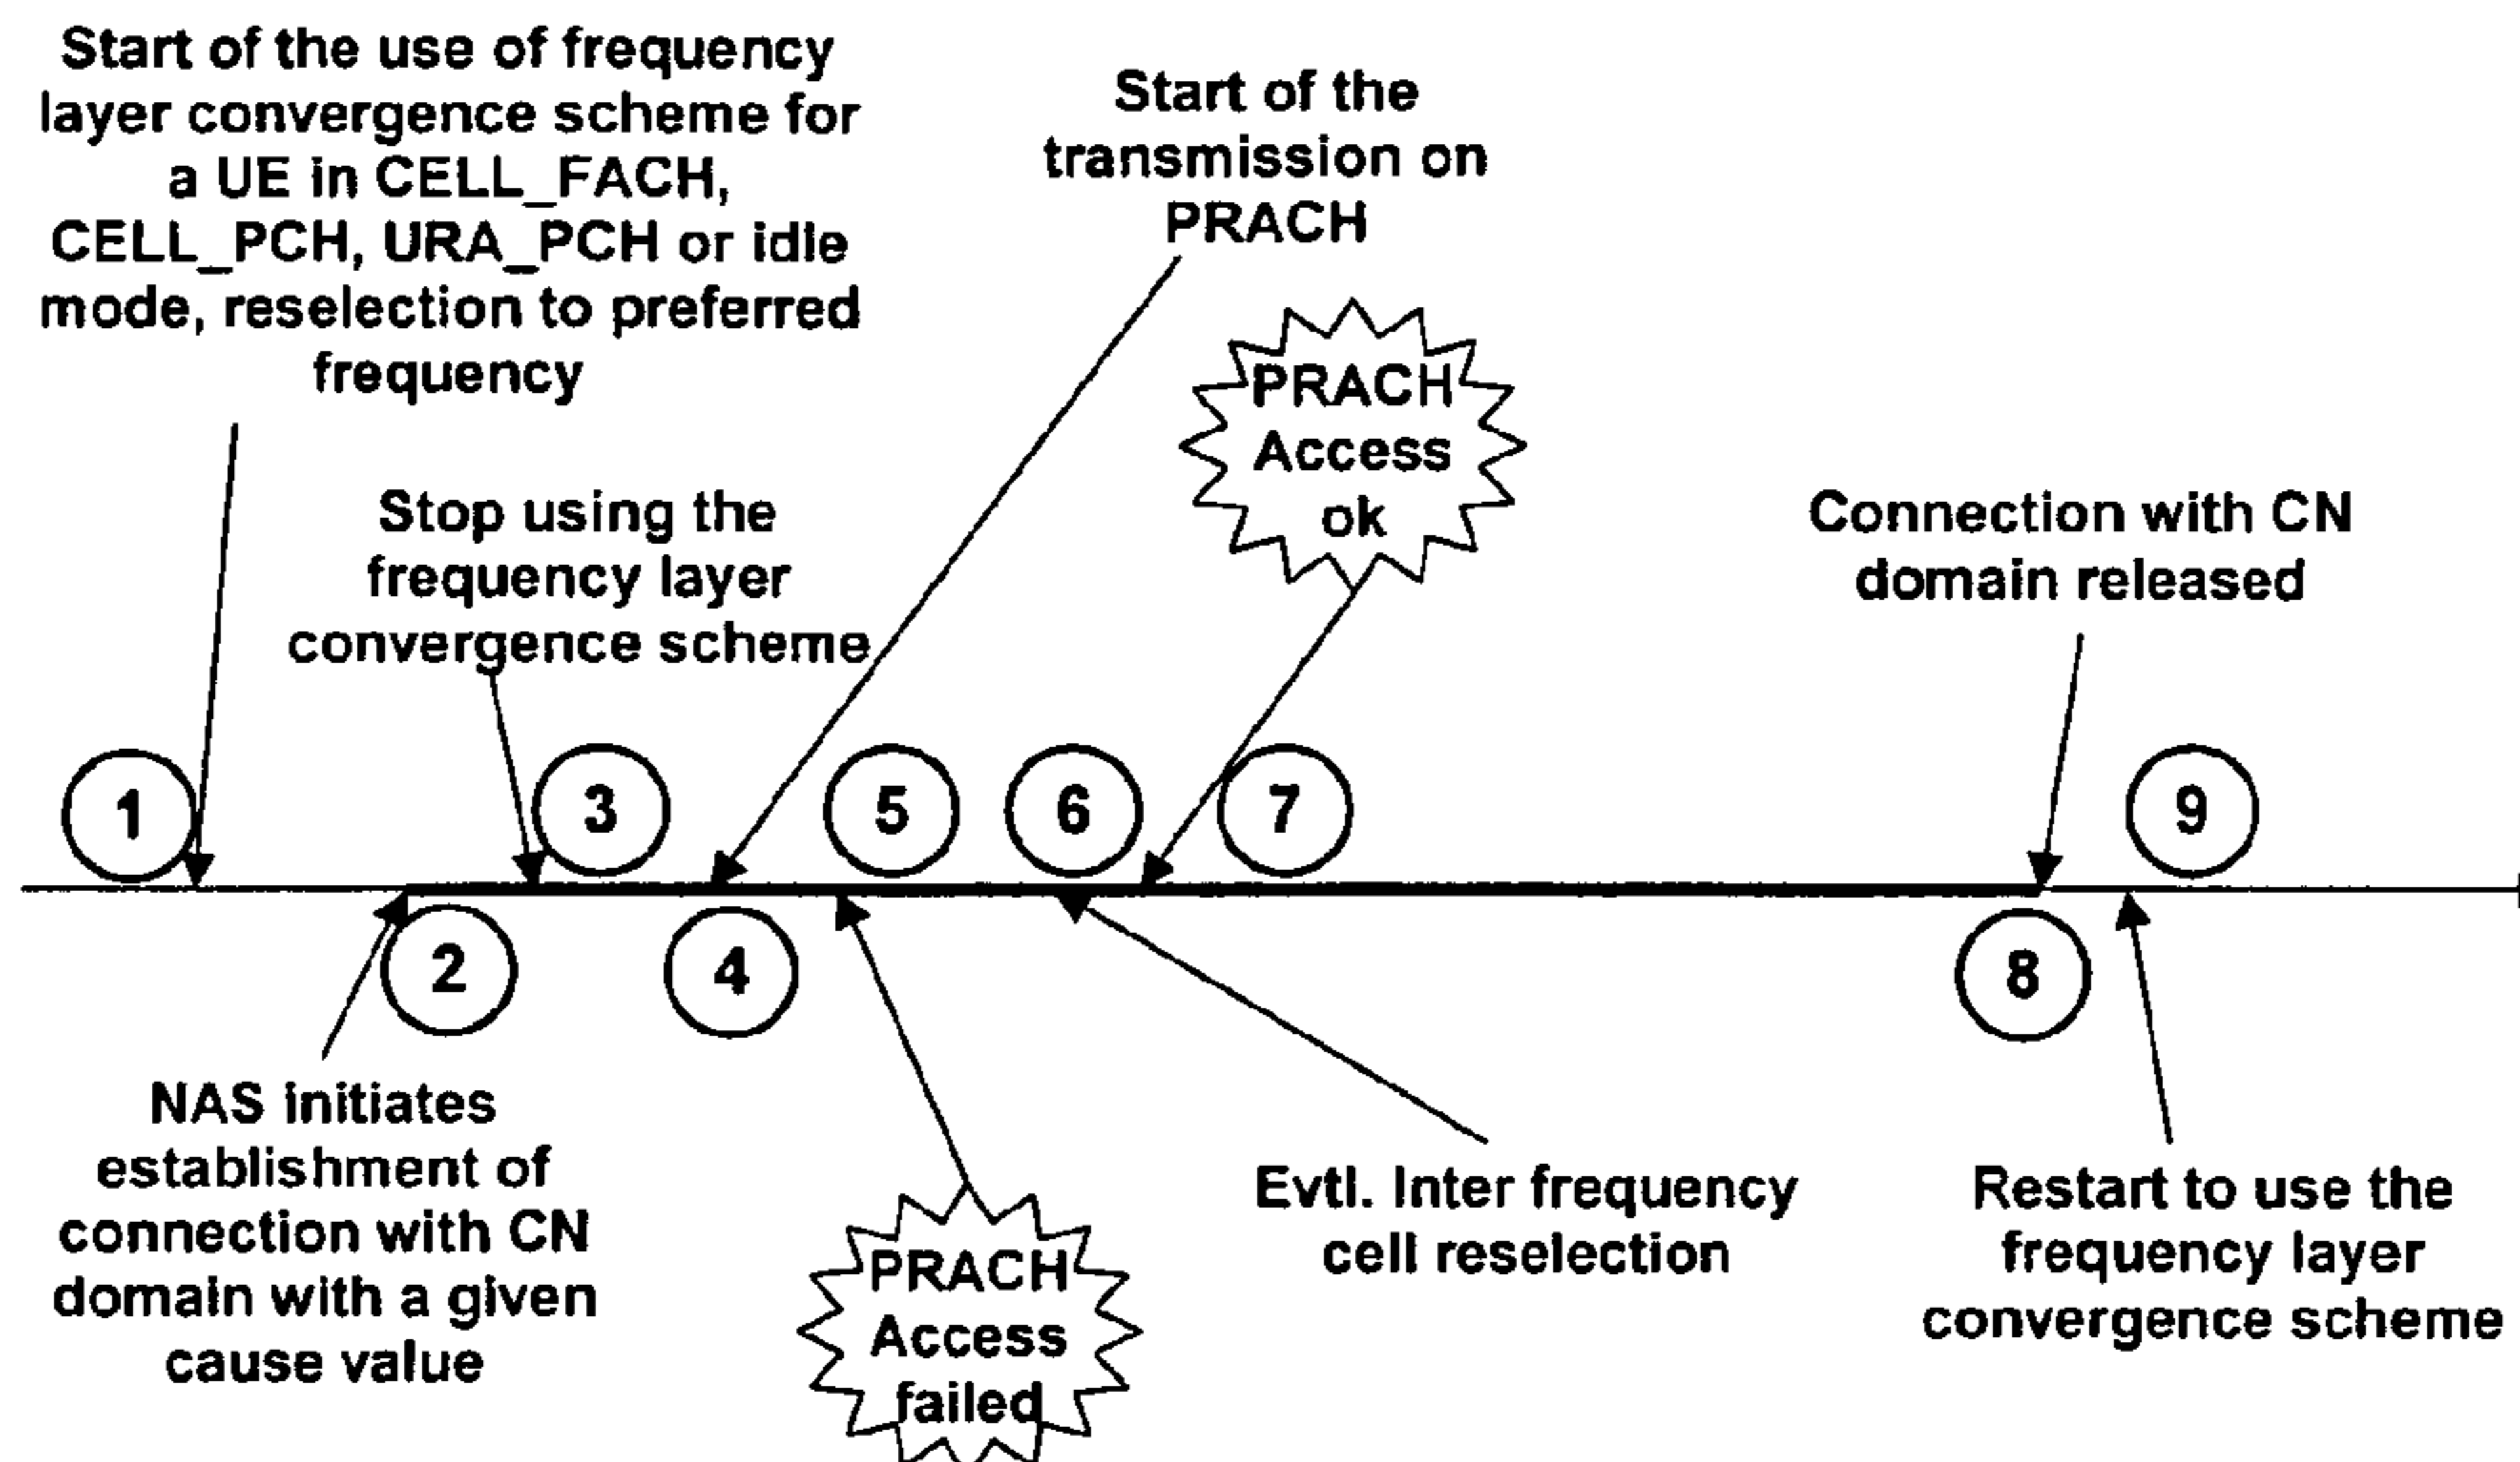 Start of the use of frequency
layer convergence scheme for
a UE in CELL_FACH,
CELL_PCH, URA_PCH or idle
mode, reselection to preferred
frequency
Start of the
transmission on
PRACH
PRACH
Access
ok
Stop using the
frequency layer
convergence scheme
Connection with CN
domain released
1
3
5
6
7
9
2
4
8
NAS initiates
establishment of
connection with CN
domain with a given
cause value
PRACH
Access
failed
Evtl. Inter frequency
cell reselection
Restart to use the
frequency layer
convergence scheme